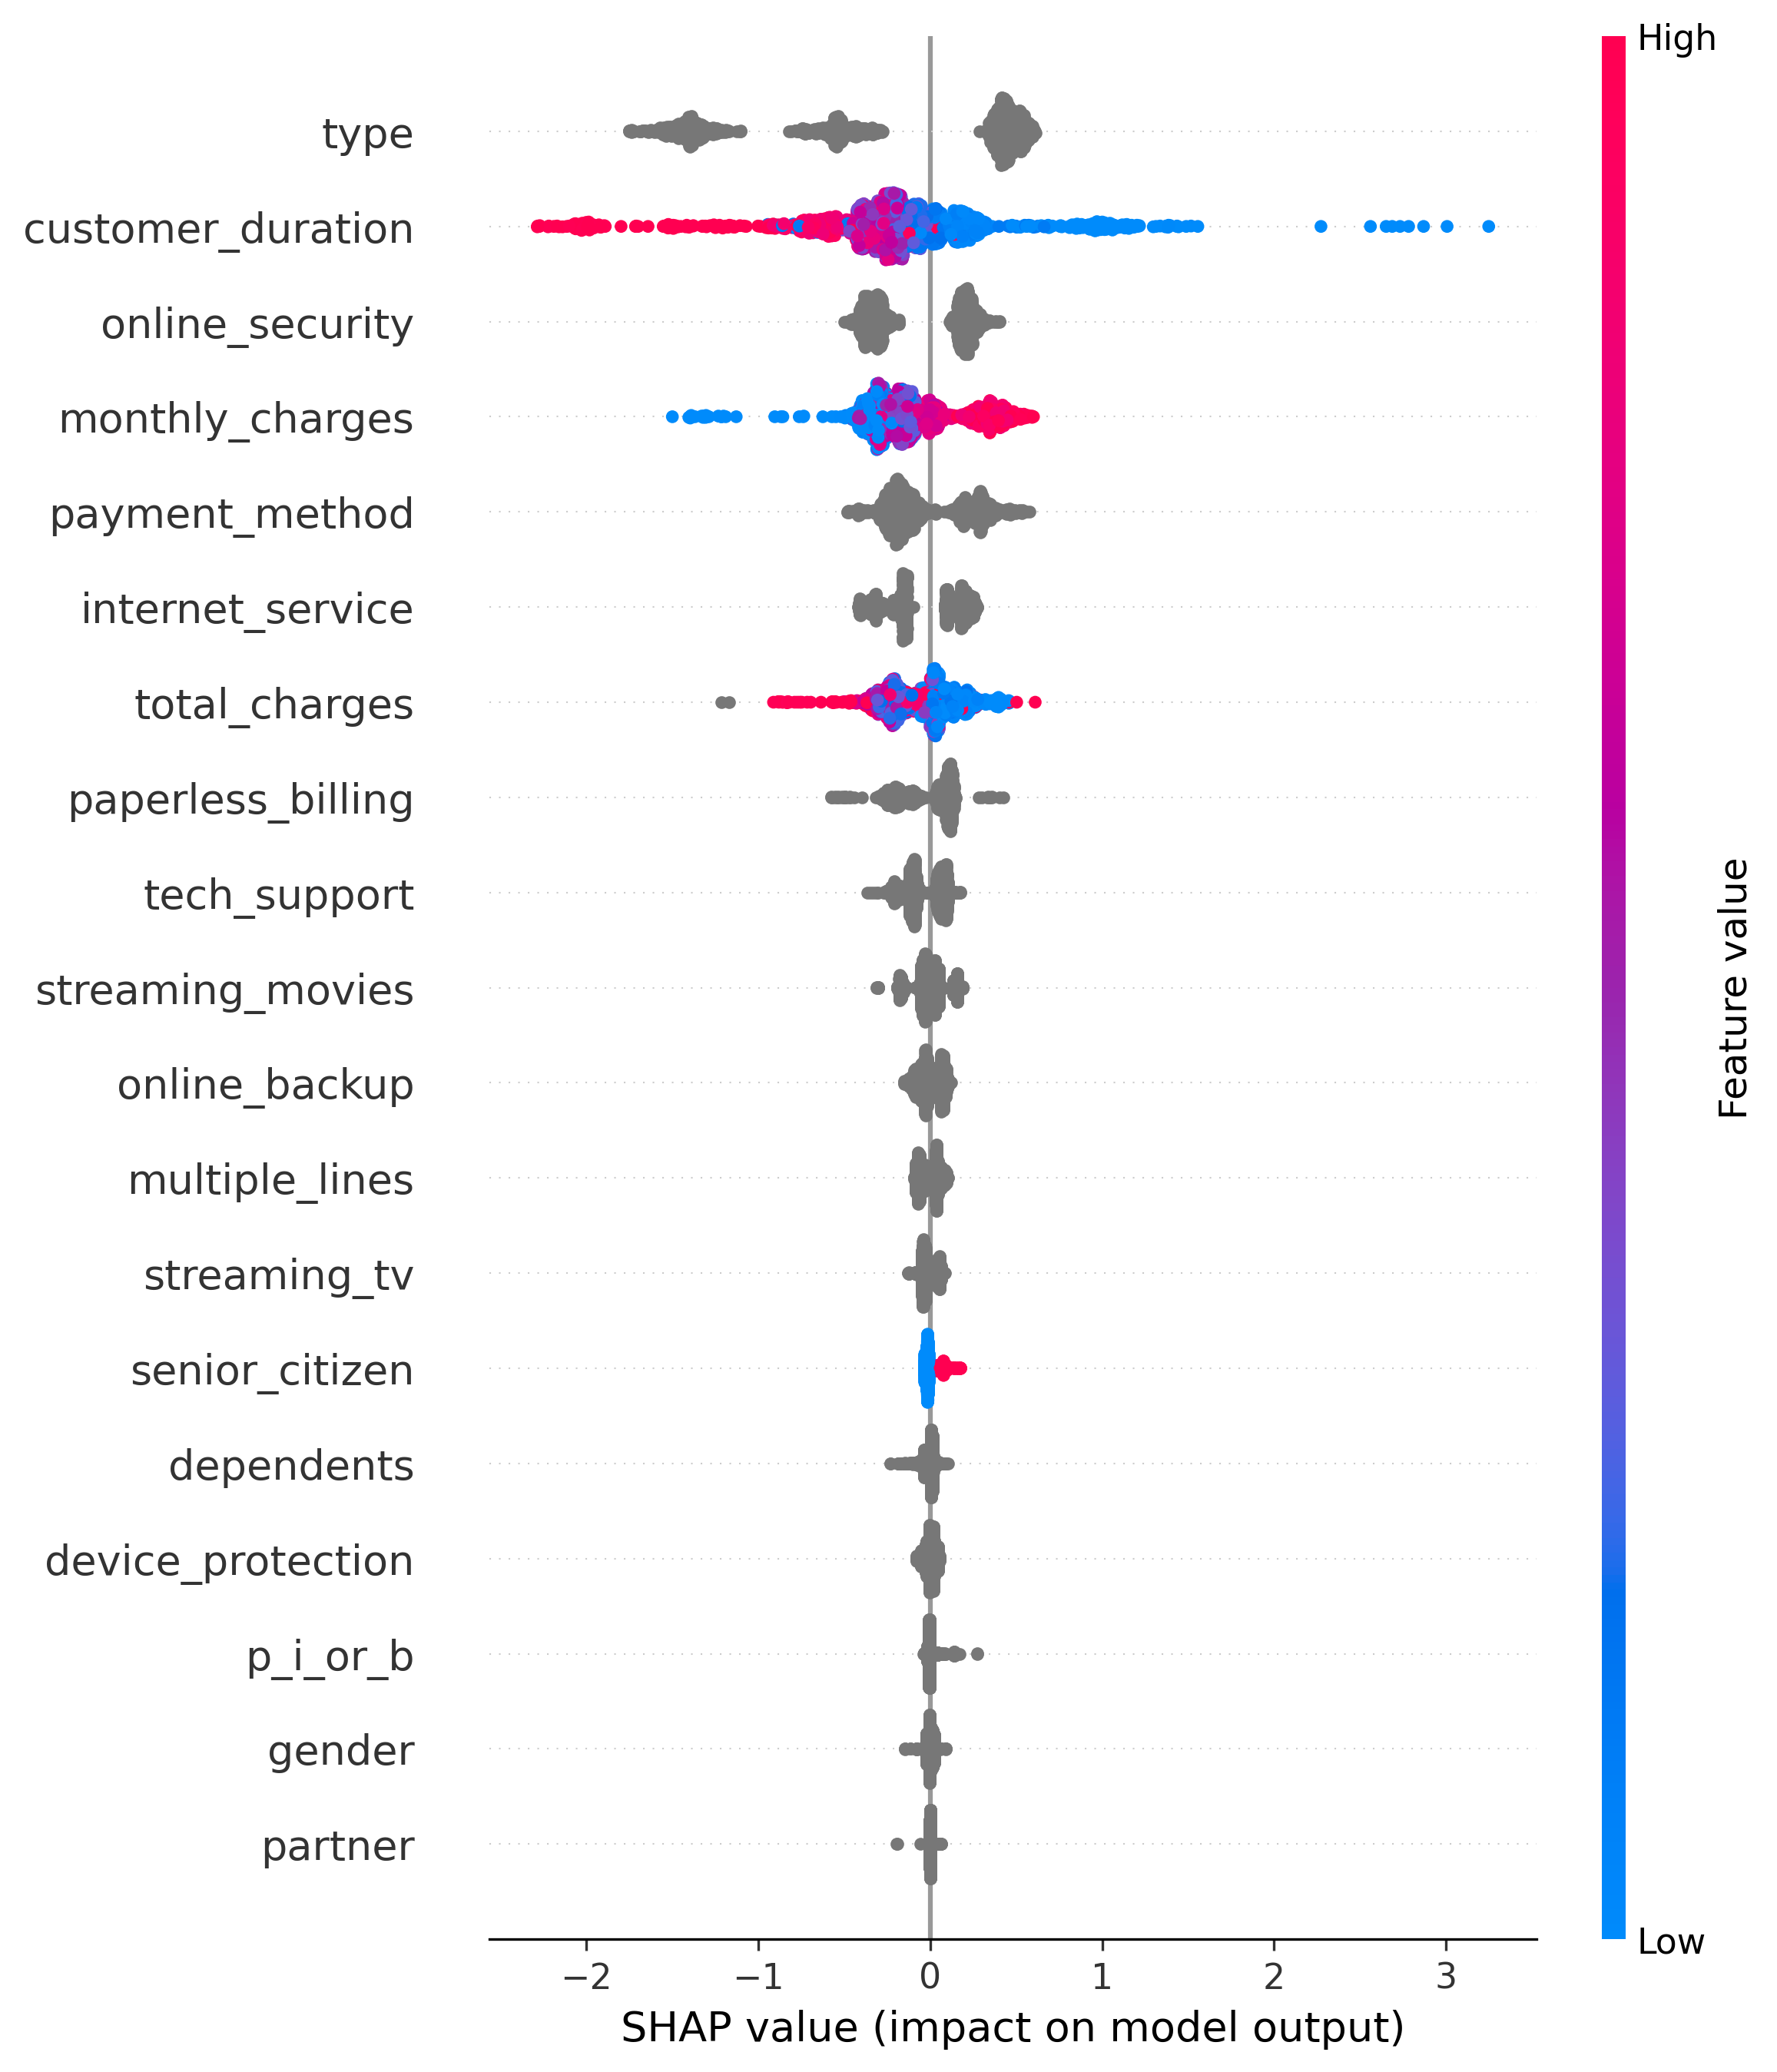 High
type
customer_duration
online_security
monthly_charges
payment_method
internet_service
total_charges
paperless_billing
tech_support
streaming_movies
online_backup
multiple_lines
streaming_tv
senior_citizen
dependents
device_protection
p_i_or_b
gender
partner
Feature value
Low
−2 −1 0 1 2 3
SHAP value (impact on model output)